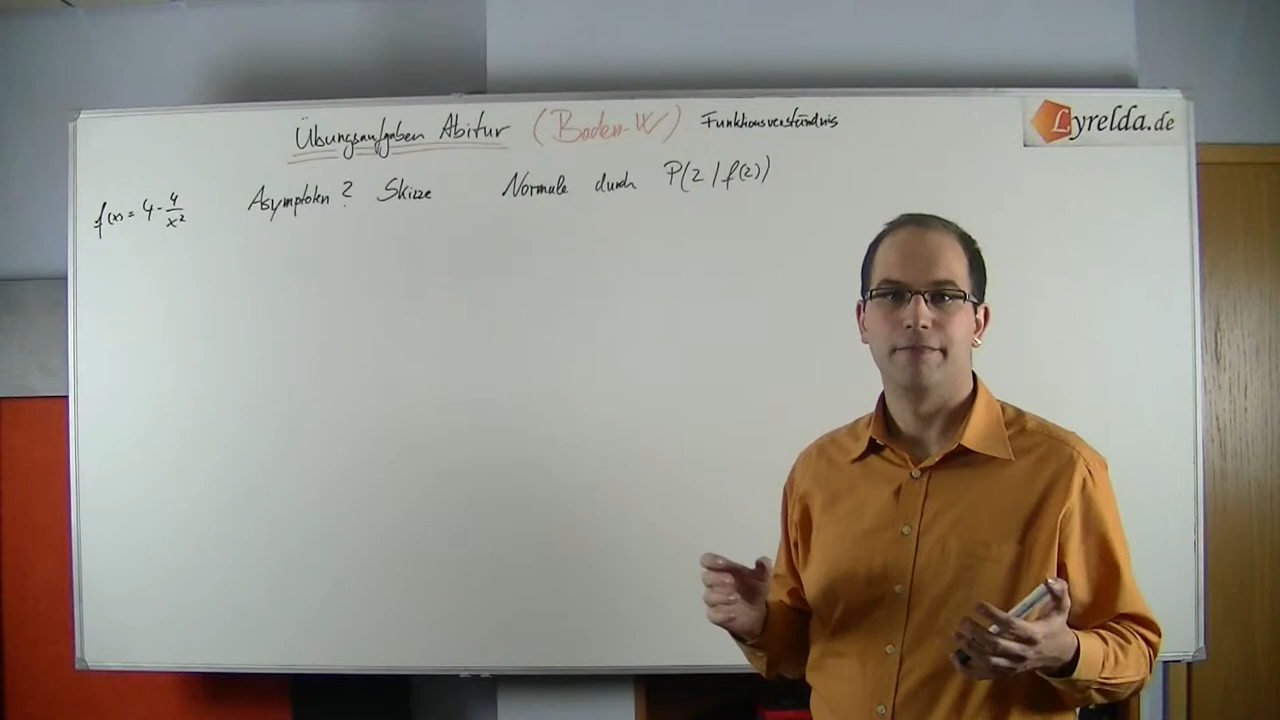 Übungsaufgaben Abitur (Baden-W) Funktionsverständnis
Lyrelda.de
f(x) = 4 - 4/x² Asymptoten? Skizze Normale durch P(2/f(2))